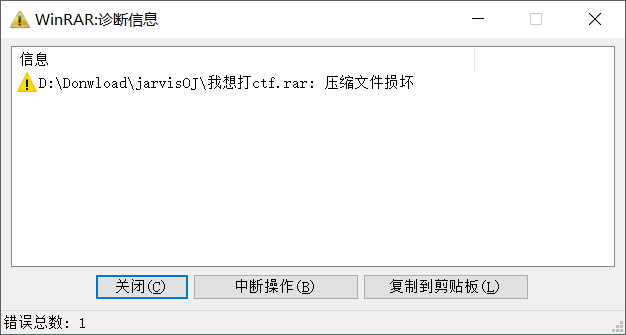 WinRAR:诊断信息
信息
D:\Donwload\jarvisOJ\我想打ctf.rar: 压缩文件损坏
关闭(C) 中断操作(B) 复制到剪贴板(L)
错误总数: 1